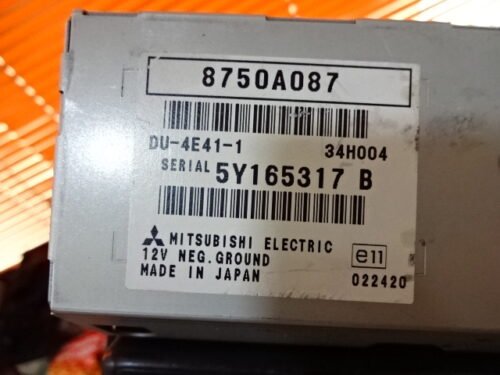 8750A087
DU-4E41-1 34H004
SERIAL 5Y165317 B
MITSUBISHI ELECTRIC
12V NEG.GROUND
MADE IN JAPAN
e11
022420